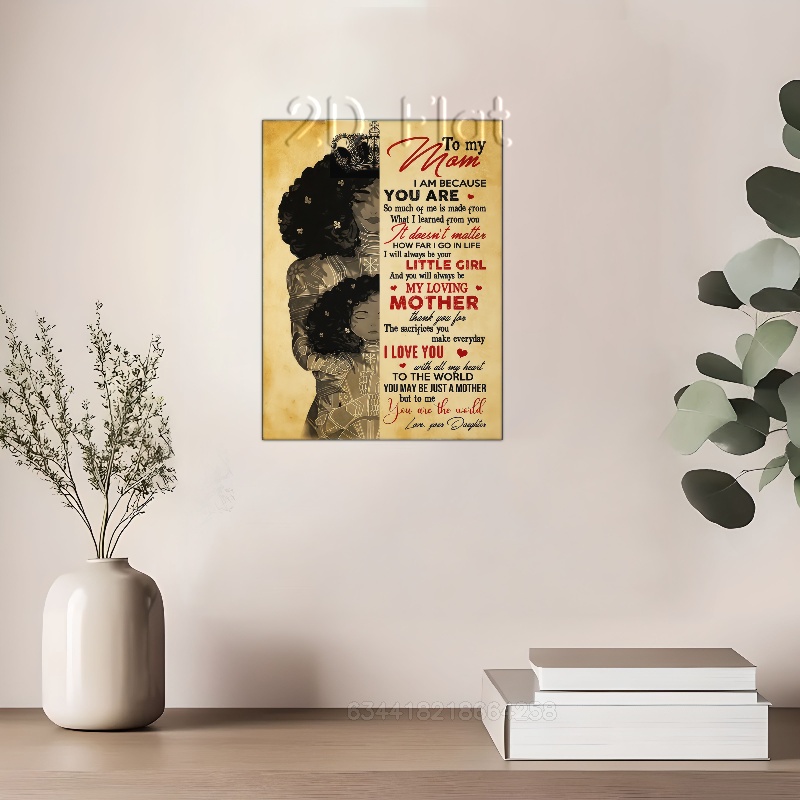 2D Flat
To my
Mom
I AM BECAUSE
YOU ARE
So much of me is made from
What I learned from you
It doesn't matter
HOW FAR I GO IN LIFE
I will always be your
LITTLE GIRL
And you will always be
MY LOVING
MOTHER
thank you for
The sacrifices you
make everyday
I LOVE YOU
with all my heart
TO THE WORLD
YOU MAY BE JUST A MOTHER
but to me
You are the world
Love, your Daughter